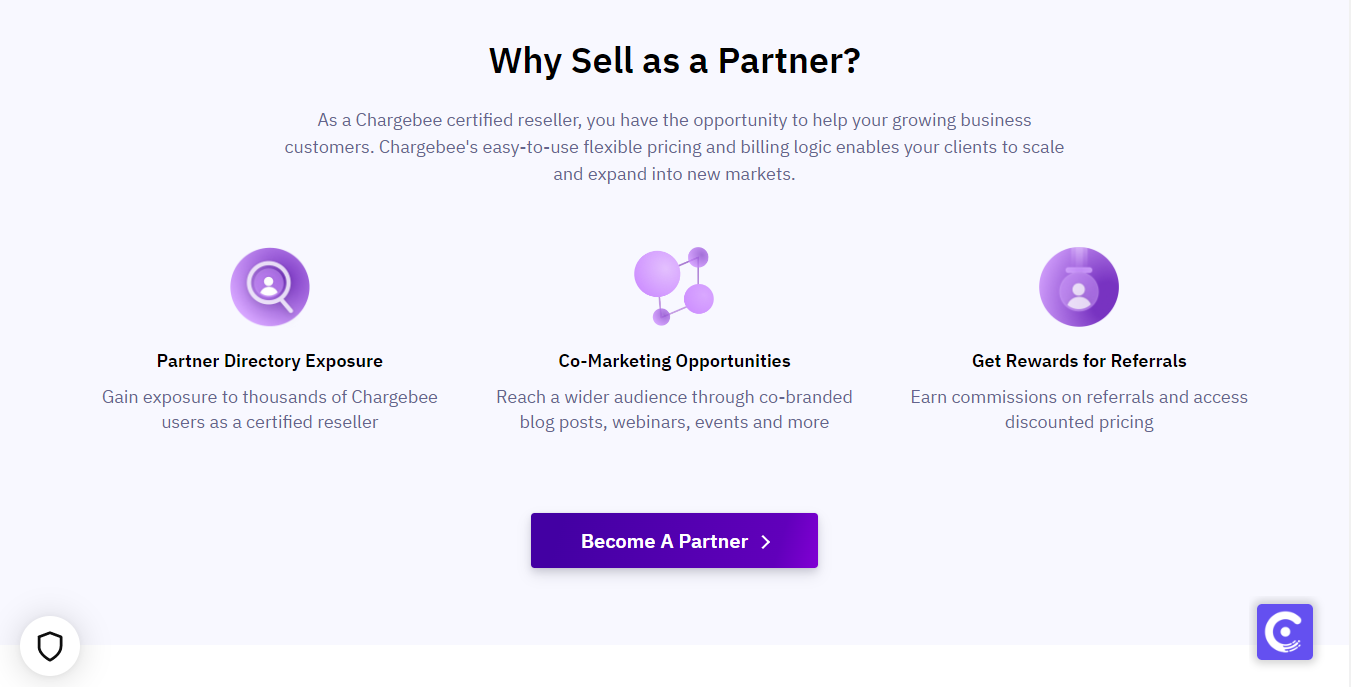 Why Sell as a Partner?
As a Chargebee certified reseller, you have the opportunity to help your growing business
customers. Chargebee's easy-to-use flexible pricing and billing logic enables your clients to scale
and expand into new markets.
Partner Directory Exposure
Gain exposure to thousands of Chargebee
users as a certified reseller
Co-Marketing Opportunities
Reach a wider audience through co-branded
blog posts, webinars, events and more
Get Rewards for Referrals
Earn commissions on referrals and access
discounted pricing
Become A Partner